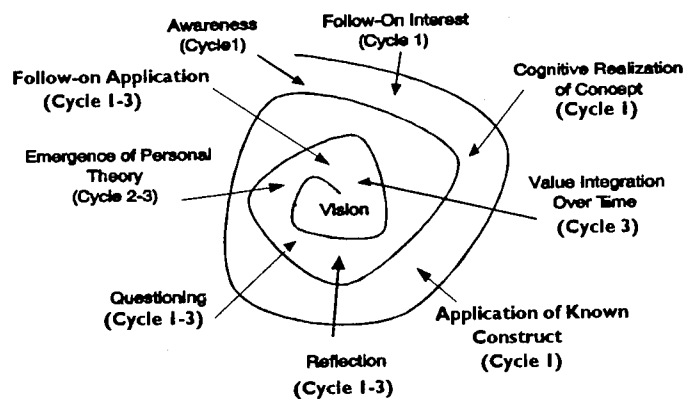 Awareness
(Cycle1)
Follow-On Interest
(Cycle 1)
Follow-on Application
(Cycle 1-3)
Cognitive Realization
of Concept
(Cycle 1)
Emergence of Personal
Theory
(Cycle 2-3)
Vision
Value Integration
Over Time
(Cycle 3)
Questioning
(Cycle 1-3)
Application of Known
Construct
(Cycle 1)
Reflection
(Cycle 1-3)